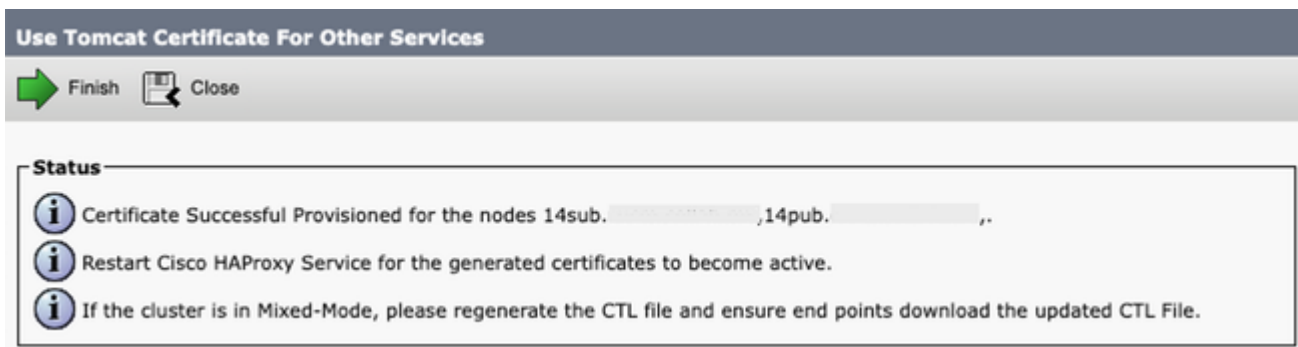 Use Tomcat Certificate For Other Services
Finish Close
Status
Certificate Successful Provisioned for the nodes 14sub. ,14pub. ,.
Restart Cisco HAProxy Service for the generated certificates to become active.
If the cluster is in Mixed-Mode, please regenerate the CTL file and ensure end points download the updated CTL File.